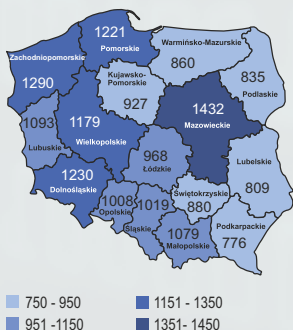 1221
Pomorskie
Warmińsko-Mazurskie
860
Zachodniopomorskie
1290
Kujawsko-
Pomorskie
927
835
Podlaskie
1432
Mazowieckie
1093
Lubuskie
1179
Wielkopolskie
968
Łódzkie
Lubelskie
809
1230
Dolnośląskie
1008
Opolskie
1019
Śląskie
Świętokrzyskie
880
1079
Małopolskie
Podkarpackie
776
750 - 950
951 -1150
1151 - 1350
1351- 1450